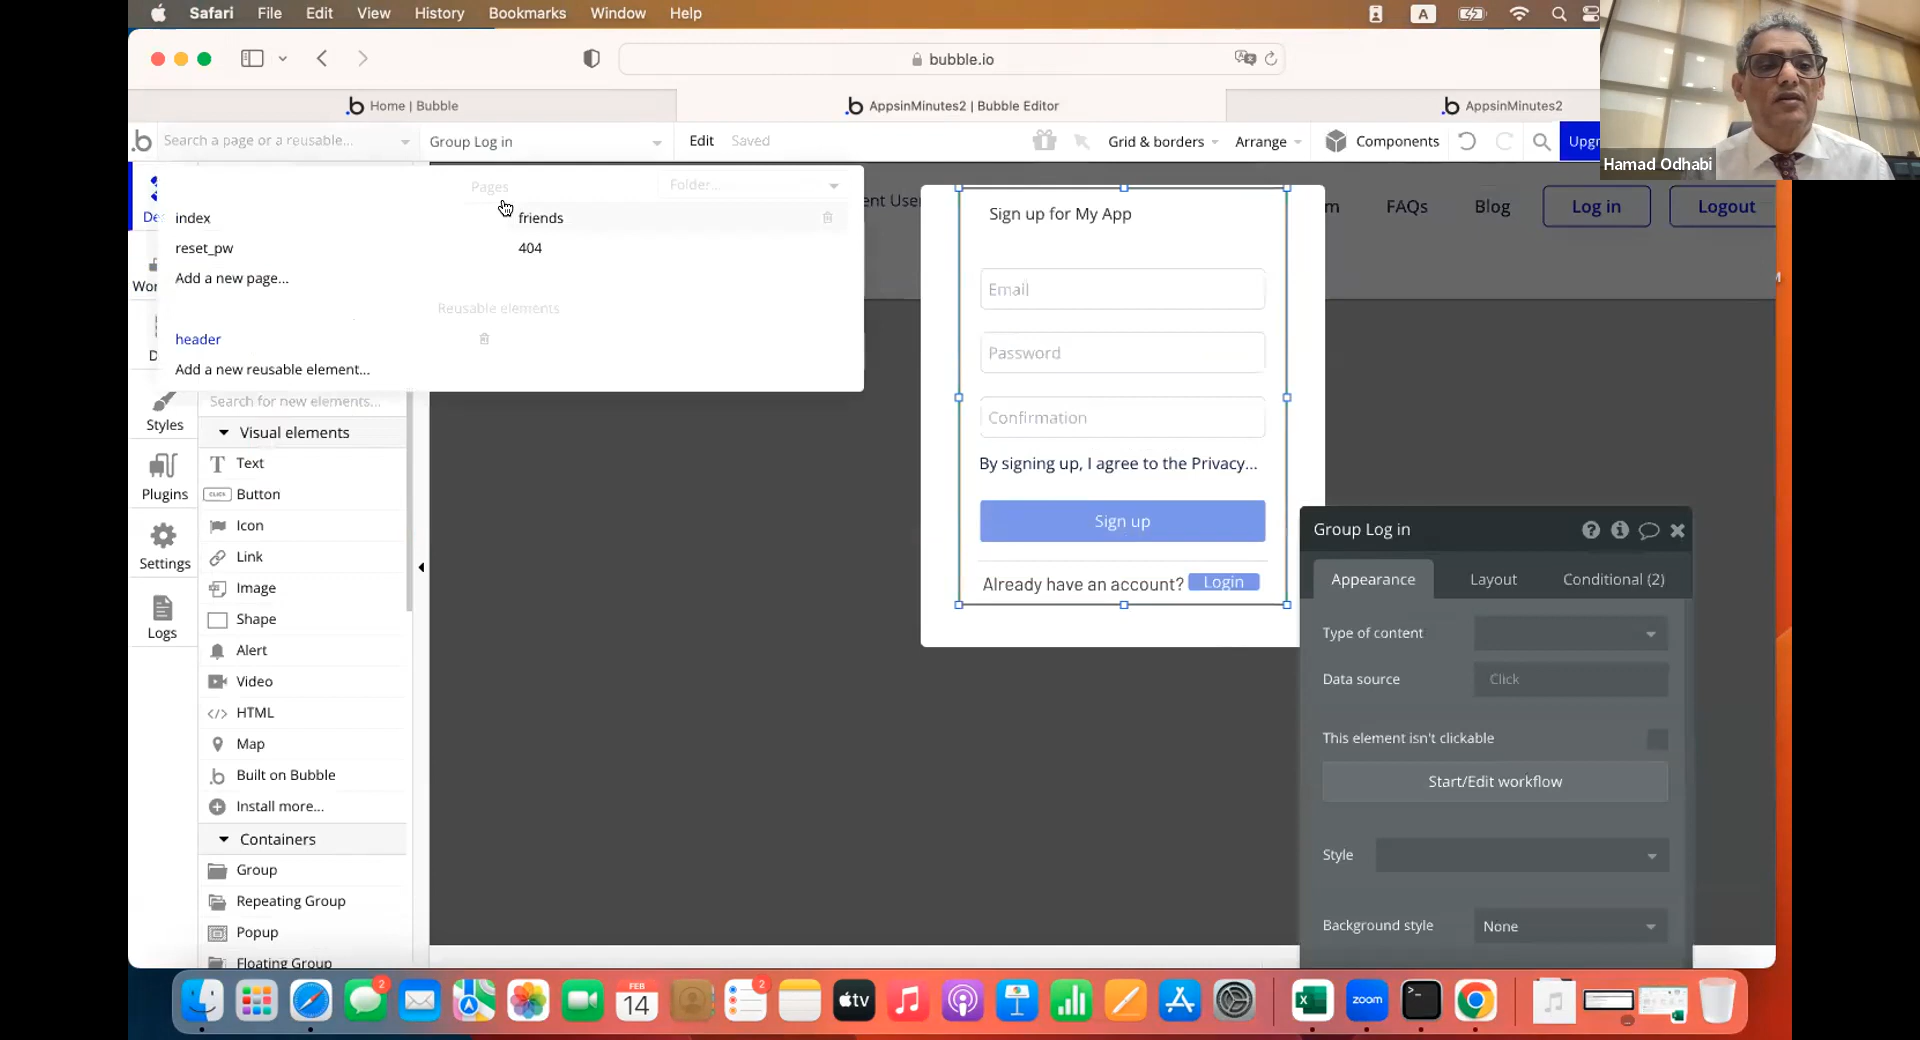 Safari File Edit View History Bookmarks Window Help
A
bubble.io
Home | Bubble
AppsinMinutes2 | Bubble Editor
AppsinMinutes2
Search a page or a reusable...
Group Log in
Edit
Saved
Grid & borders
Arrange
Components
Upgr
Hamad Odhabi
Pages
Folder...
index
friends
reset_pw
404
Add a new page...
Reusable elements
header
Add a new reusable element...
Styles
Plugins
Settings
Logs
Search for new elements...
Visual elements
Text
CLICK Button
Icon
Link
Image
Shape
Alert
Video
HTML
Map
Built on Bubble
Install more...
Containers
Group
Repeating Group
Popup
Floating Group
FAQs
Blog
Log in
Logout
Sign up for My App
Email
Password
Confirmation
By signing up, I agree to the Privacy...
Sign up
Already have an account? Login
Group Log in
Appearance
Layout
Conditional (2)
Type of content
Data source
Click
This element isn't clickable
Start/Edit workflow
Style
Background style
None
2
FEB
14
2
tv
zoom